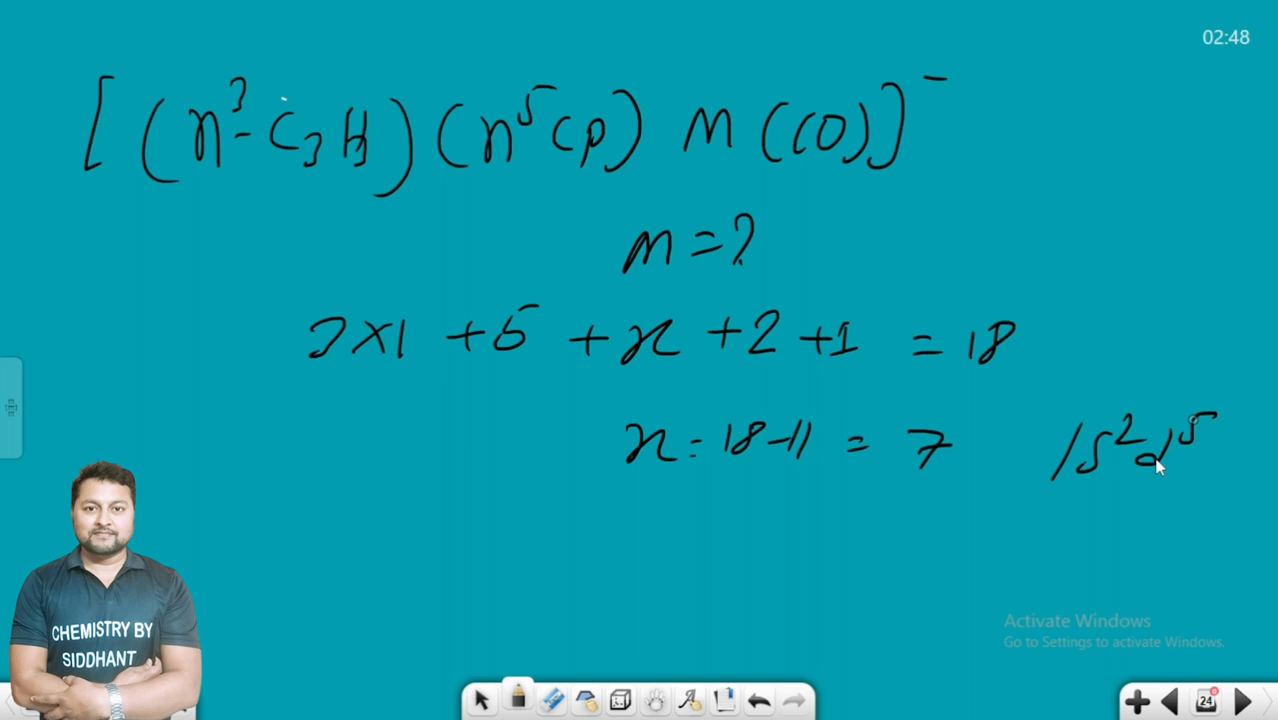 02:48
[(η³-C₃H₅)(η⁵Cp) M(CO)]⁻
M = ?
3×1 + 5 + x + 2 + 1 = 18
x = 18-11 = 7 /s²d⁵
CHEMISTRY BY
SIDDHANT
Activate Windows
Go to Settings to activate Windows.
24